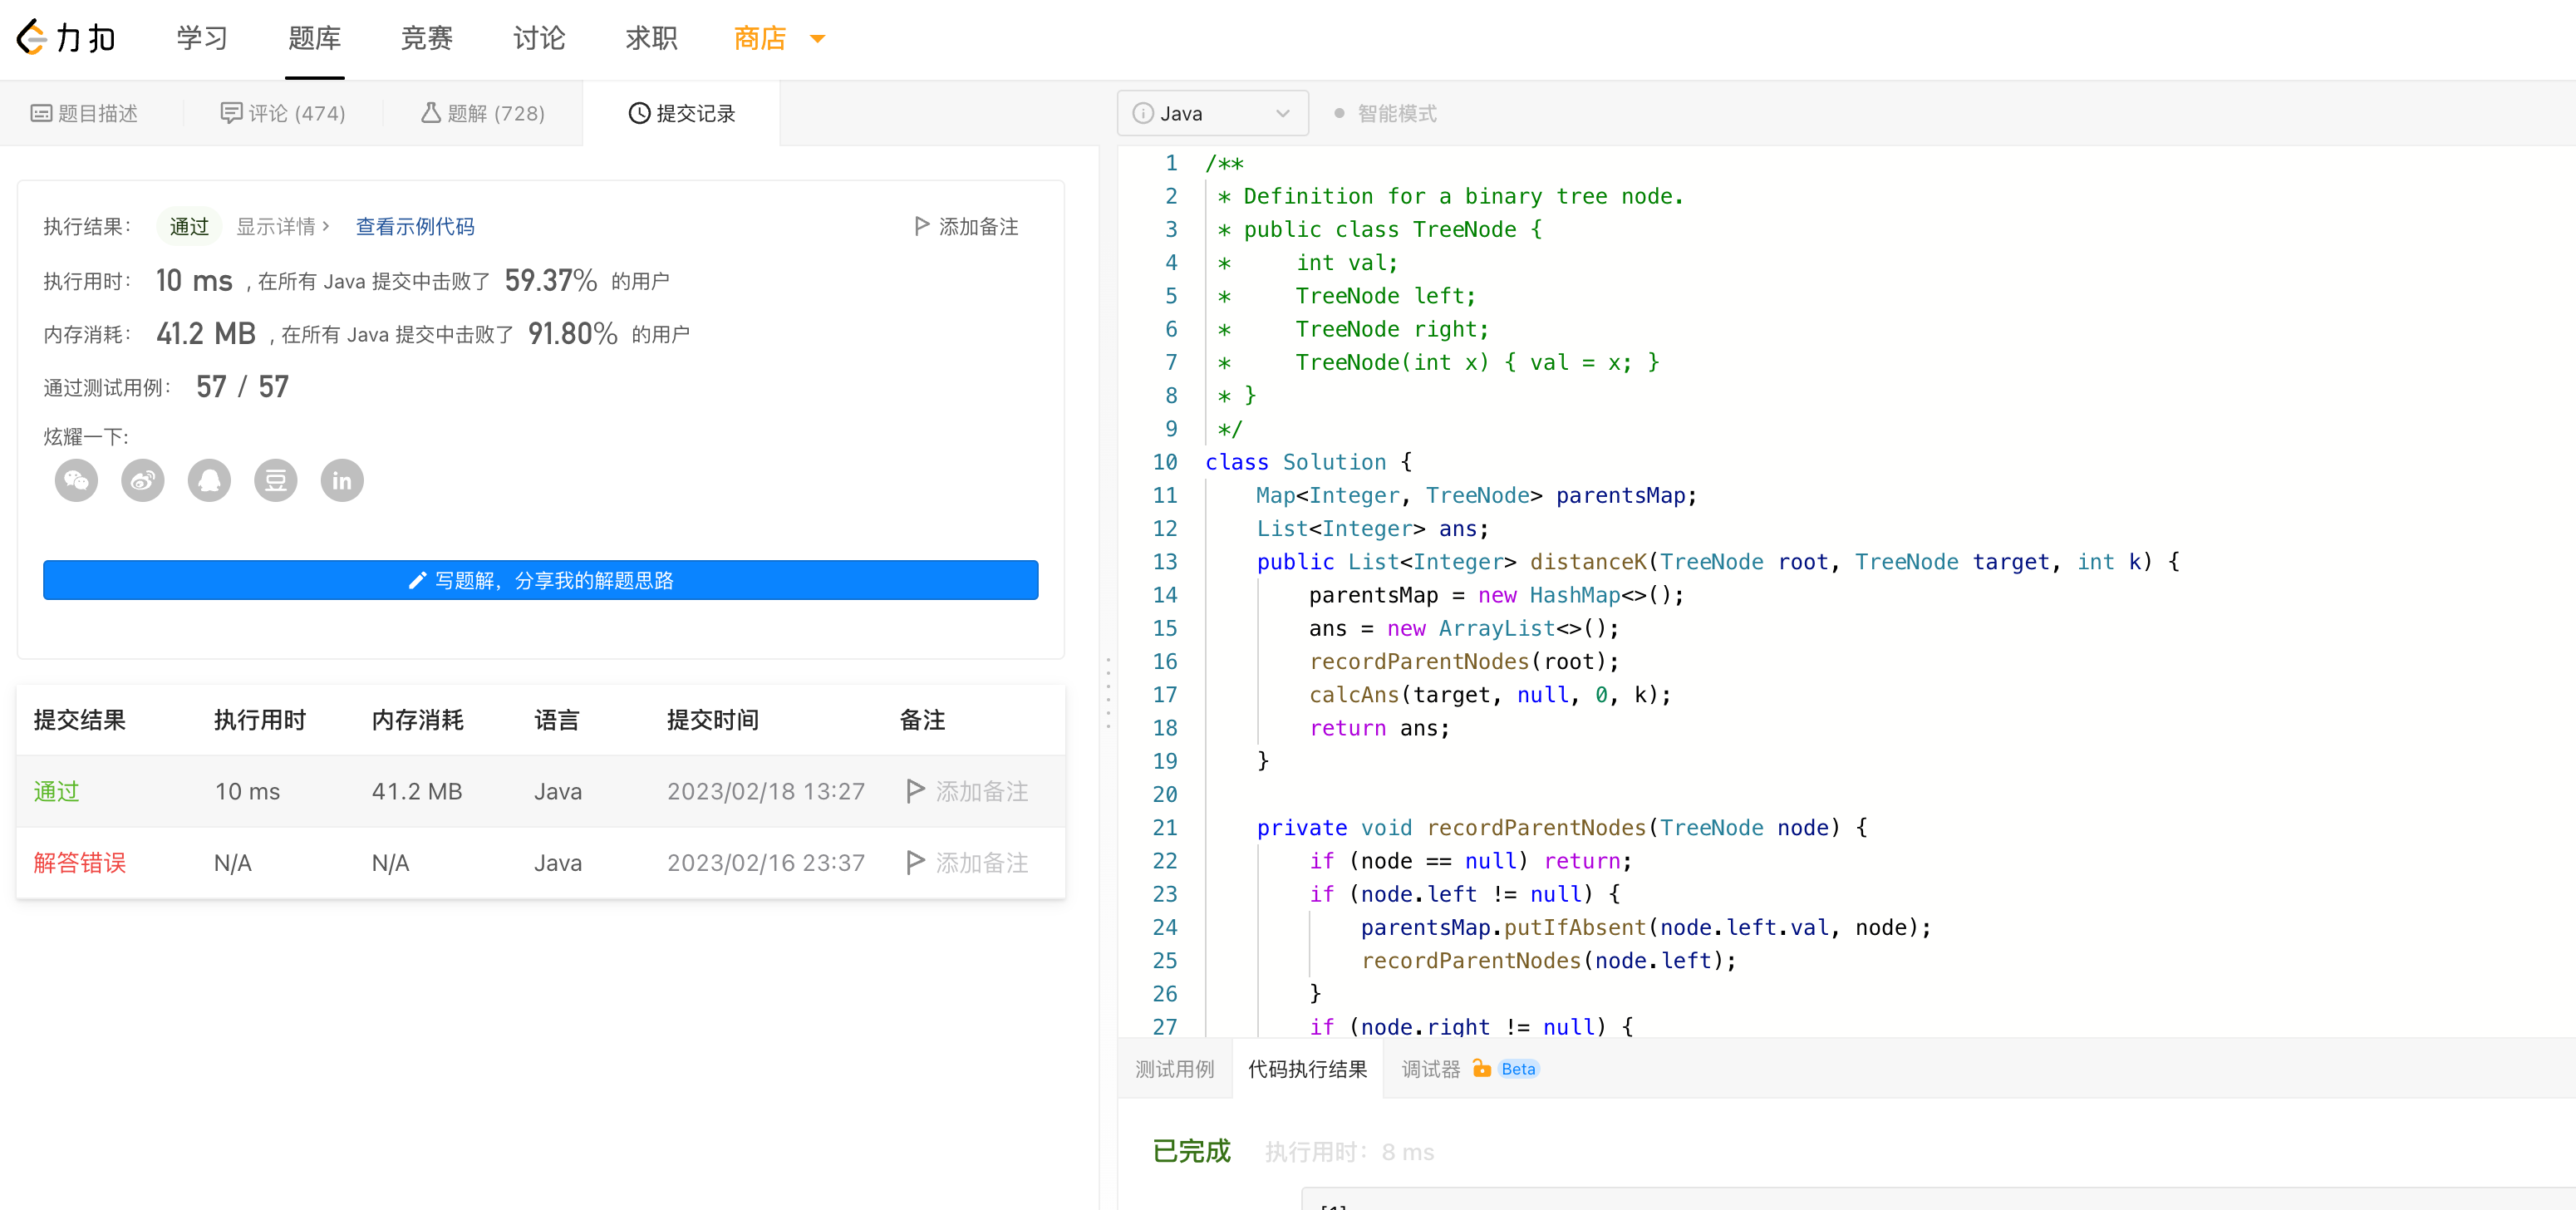 力扣 学习 题库 竞赛 讨论 求职 商店
题目描述 评论 (474) 题解 (728) 提交记录
执行结果： 通过 显示详情 > 查看示例代码 添加备注
执行用时： 10 ms ，在所有 Java 提交中击败了 59.37% 的用户
内存消耗： 41.2 MB ，在所有 Java 提交中击败了 91.80% 的用户
通过测试用例： 57 / 57
炫耀一下:
豆 in
写题解，分享我的解题思路
提交结果 执行用时 内存消耗 语言 提交时间 备注
通过 10 ms 41.2 MB Java 2023/02/18 13:27 添加备注
解答错误 N/A N/A Java 2023/02/16 23:37 添加备注
Java 智能模式
1 /**
2 * Definition for a binary tree node.
3 * public class TreeNode {
4 *     int val;
5 *     TreeNode left;
6 *     TreeNode right;
7 *     TreeNode(int x) { val = x; }
8 * }
9 */
10 class Solution {
11     Map<Integer, TreeNode> parentsMap;
12     List<Integer> ans;
13     public List<Integer> distanceK(TreeNode root, TreeNode target, int k) {
14         parentsMap = new HashMap<>();
15         ans = new ArrayList<>();
16         recordParentNodes(root);
17         calcAns(target, null, 0, k);
18         return ans;
19     }
20
21     private void recordParentNodes(TreeNode node) {
22         if (node == null) return;
23         if (node.left != null) {
24             parentsMap.putIfAbsent(node.left.val, node);
25             recordParentNodes(node.left);
26         }
27         if (node.right != null) {
测试用例 代码执行结果 调试器 Beta
已完成 执行用时：8 ms